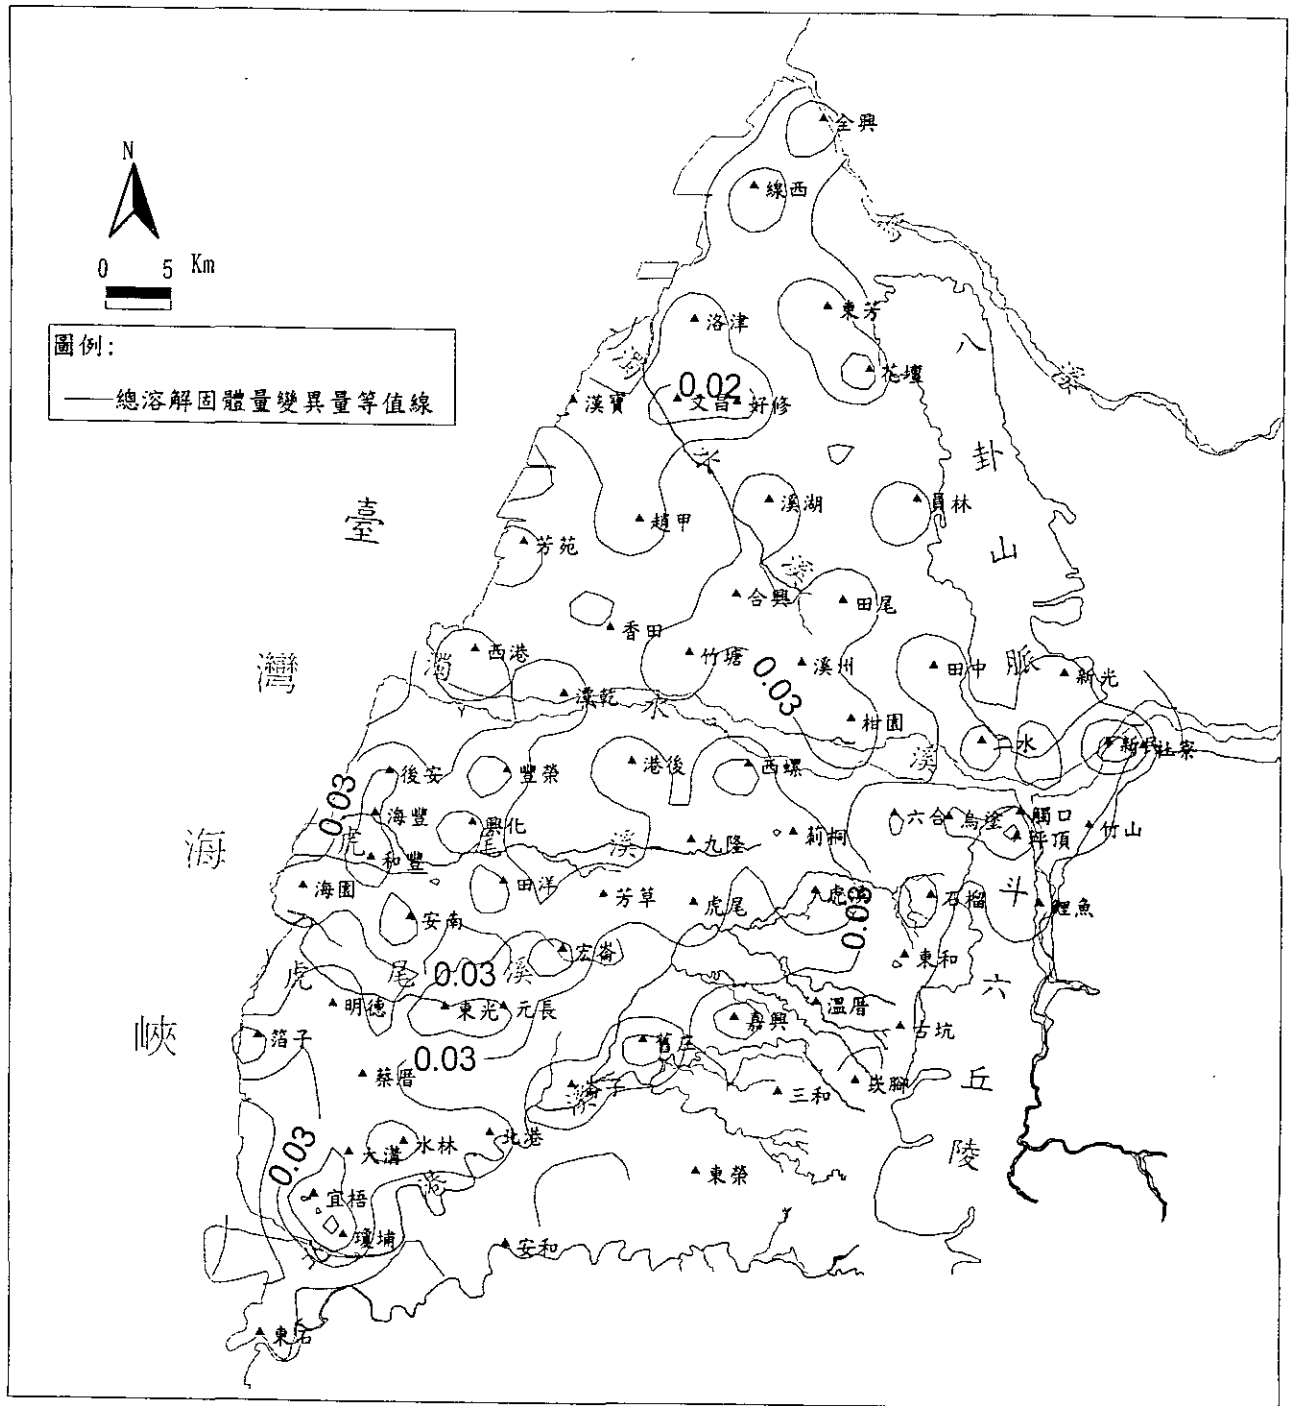 N
0 5 Km
圖例:
總溶解固體量變異量等值線
全興
線西
烏
溪
洛津
東芳
花壇
八
卦
山
脈
0.02
漢寶
文昌
好修
溪湖
員林
趙甲
芳苑
合興
田尾
香田
竹塘
溪州
田中
新光
西港
濁
水
溪
0.03
柑園
二水
社寮
臺
灣
海
峽
後安
豐榮
港後
西螺
0.03
海豐
興化
虎
尾
溪
和豐
九隆
莿桐
六合
烏塗
觸口
坪頂
竹山
海園
田洋
芳草
虎尾
虎溪
石榴
鯉魚
斗
六
丘
陵
安南
0.03
宏崙
東和
虎
尾
溪
0.03
明德
東光
元長
溫厝
嘉興
古坑
箔子
蔡厝
0.03
三和
崁腳
北港
水林
大溝
0.03
宜梧
瓊埔
東榮
安和
北
港
溪
東石